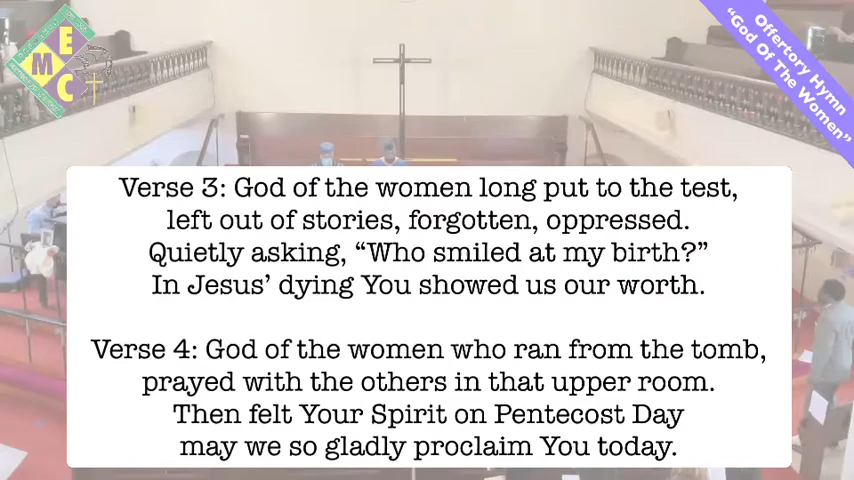 E
M
C
Offertory Hymn
“God Of The Women”
Verse 3: God of the women long put to the test,
left out of stories, forgotten, oppressed.
Quietly asking, “Who smiled at my birth?”
In Jesus’ dying You showed us our worth.
Verse 4: God of the women who ran from the tomb,
prayed with the others in that upper room.
Then felt Your Spirit on Pentecost Day
may we so gladly proclaim You today.